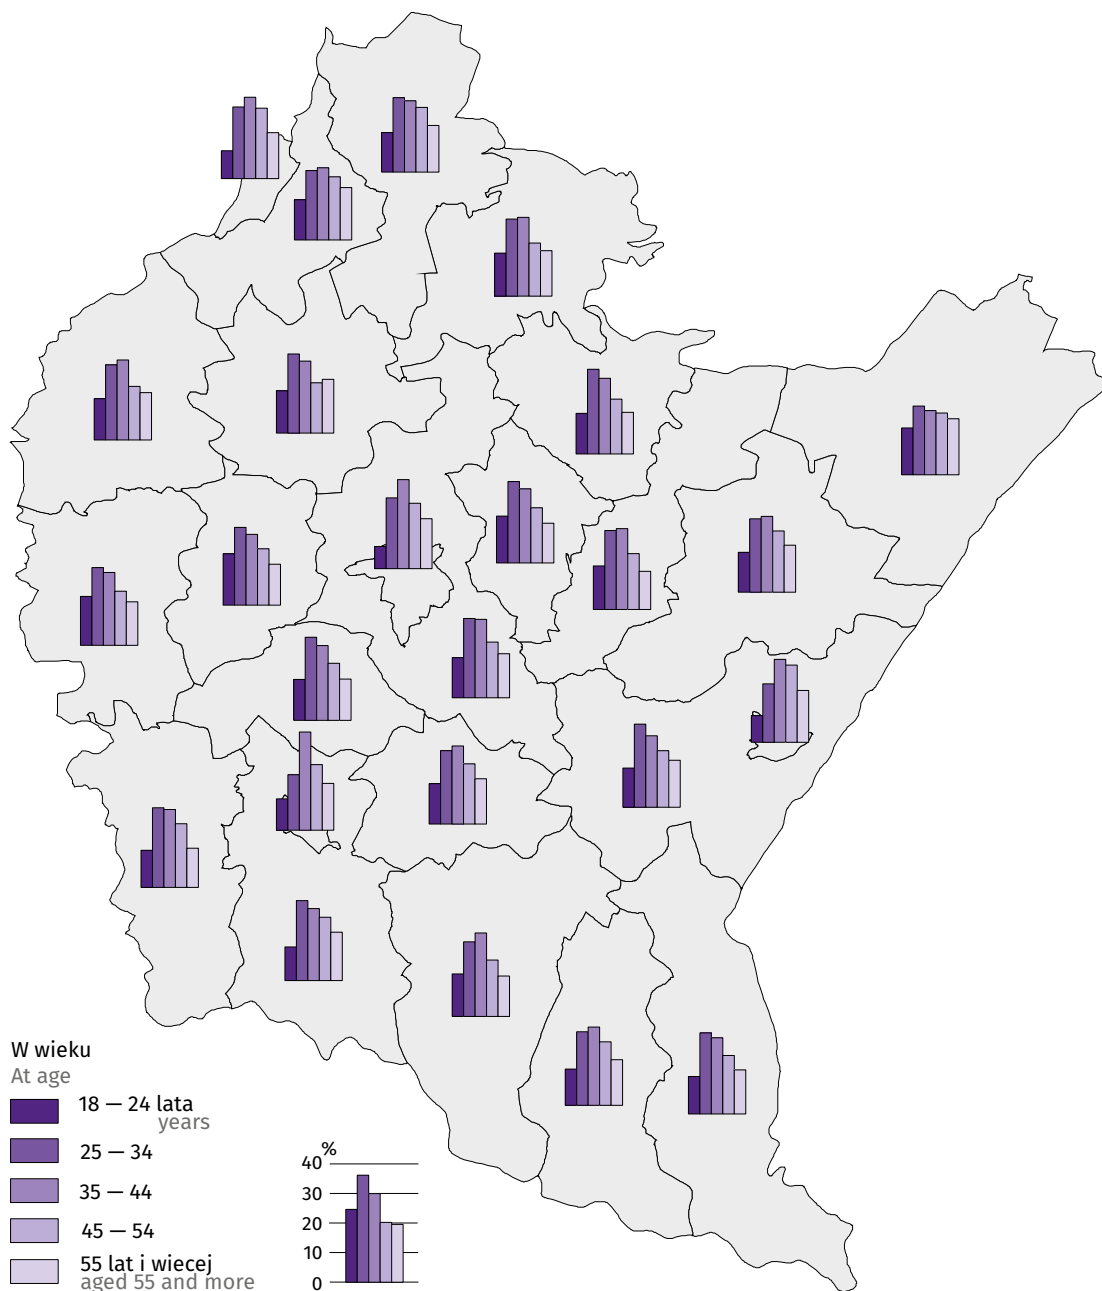 W wieku
At age
18 — 24 lata
years
25 — 34
35 — 44
45 — 54
55 lat i wiecej
aged 55 and more
%
40
30
20
10
0